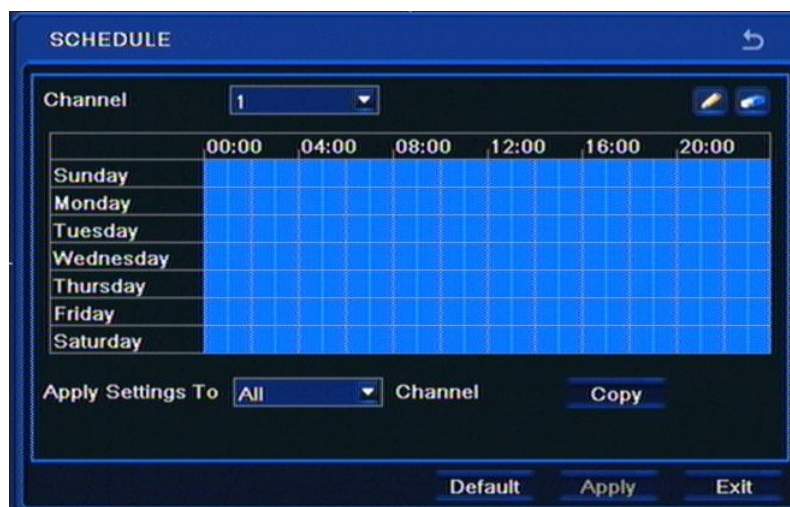 SCHEDULE
Channel 1
00:00 04:00 08:00 12:00 16:00 20:00
Sunday
Monday
Tuesday
Wednesday
Thursday
Friday
Saturday
Apply Settings To All Channel Copy
Default Apply Exit